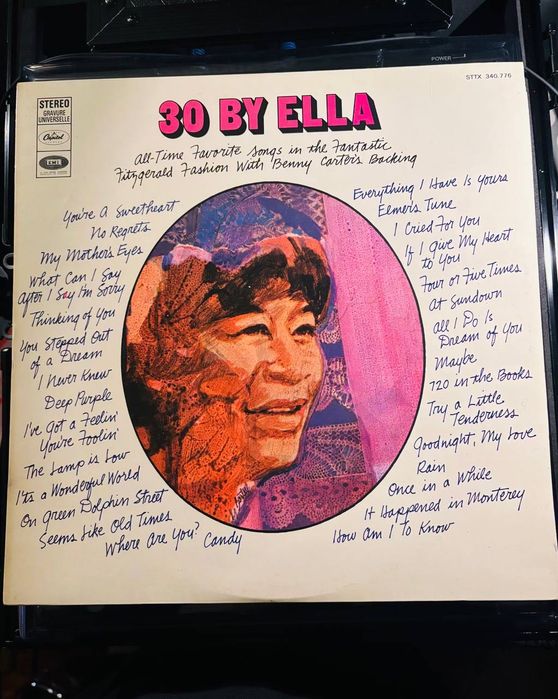 POWER
STTX 340.776
STEREO
GRAVURE
UNIVERSELLE
Capitol
EMI
30 BY ELLA
All-Time Favorite Songs in the Fantastic
Fitzgerald Fashion With Benny Carter's Backing
You're A Sweetheart
No Regrets
My Mother's Eyes
What Can I Say
After I Say I'm Sorry
Thinking of You
You Stepped Out
of a Dream
I Never Knew
Deep Purple
I've Got a Feelin'
You're Foolin'
The Lamp is Low
It's a Wonderful World
On Green Dolphin Street
Seems Like Old Times
Where Are You? Candy
Everything I Have Is Yours
Elmer's Tune
I Cried For You
If I Give My Heart
to You
Four or Five Times
At Sundown
All I Do Is
Dream of You
Maybe
720 in the Books
Try a Little
Tenderness
Goodnight, My Love
Rain
Once in a While
It Happened in Monterey
How Am I To Know